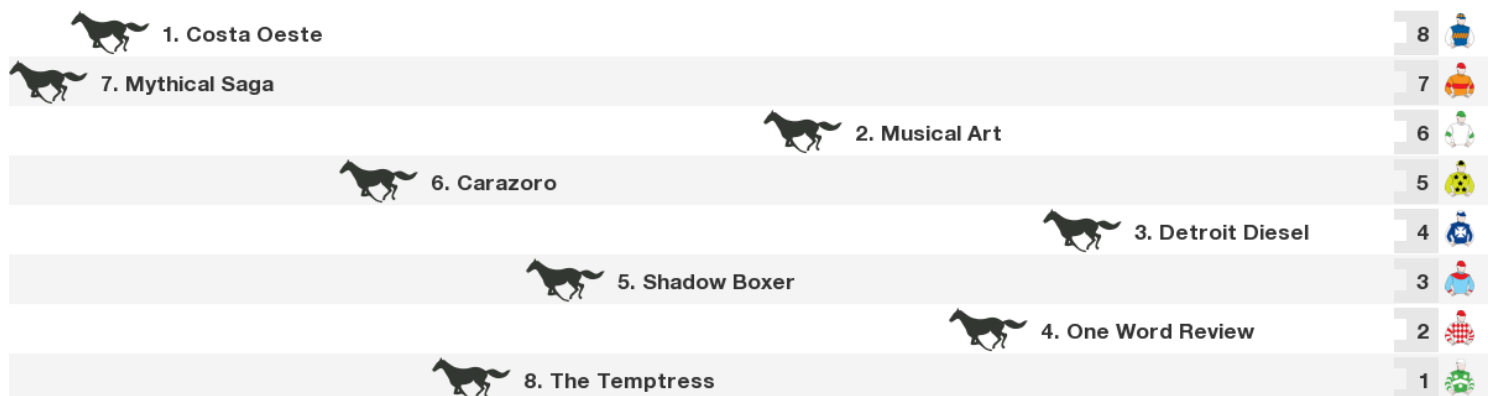 1. Costa Oeste 8
7. Mythical Saga 7
2. Musical Art 6
6. Carazoro 5
3. Detroit Diesel 4
5. Shadow Boxer 3
4. One Word Review 2
8. The Temptress 1